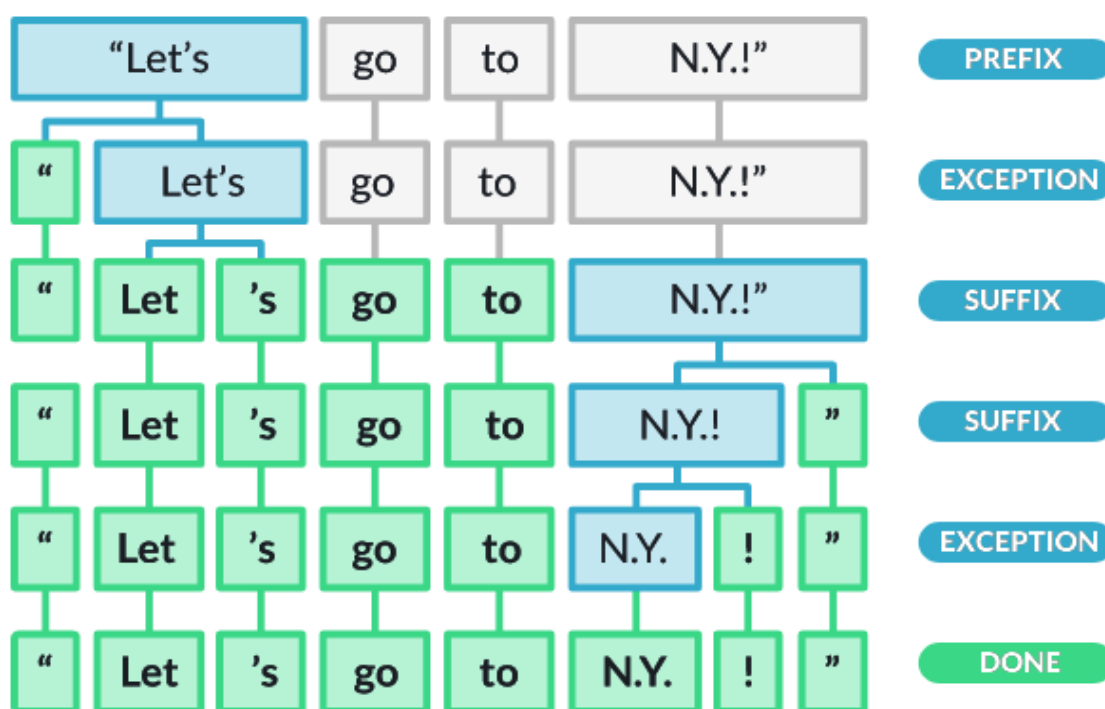 “Let’s go to N.Y.!” PREFIX
“ Let’s go to N.Y.!” EXCEPTION
“ Let ’s go to N.Y.!” SUFFIX
“ Let ’s go to N.Y.! ” SUFFIX
“ Let ’s go to N.Y. ! ” EXCEPTION
“ Let ’s go to N.Y. ! ” DONE